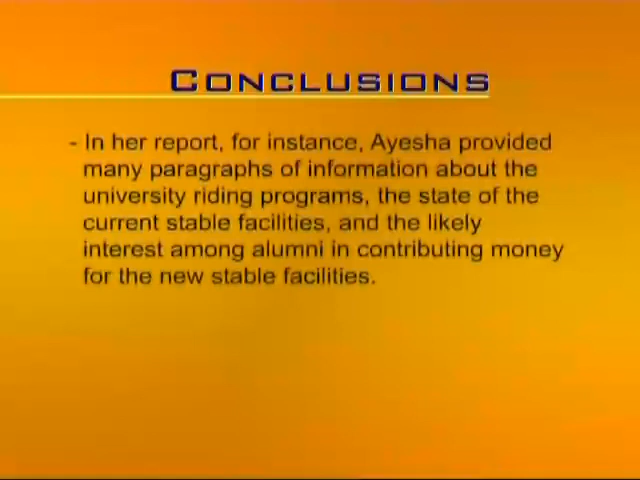 CONCLUSIONS
- In her report, for instance, Ayesha provided
many paragraphs of information about the
university riding programs, the state of the
current stable facilities, and the likely
interest among alumni in contributing money
for the new stable facilities.